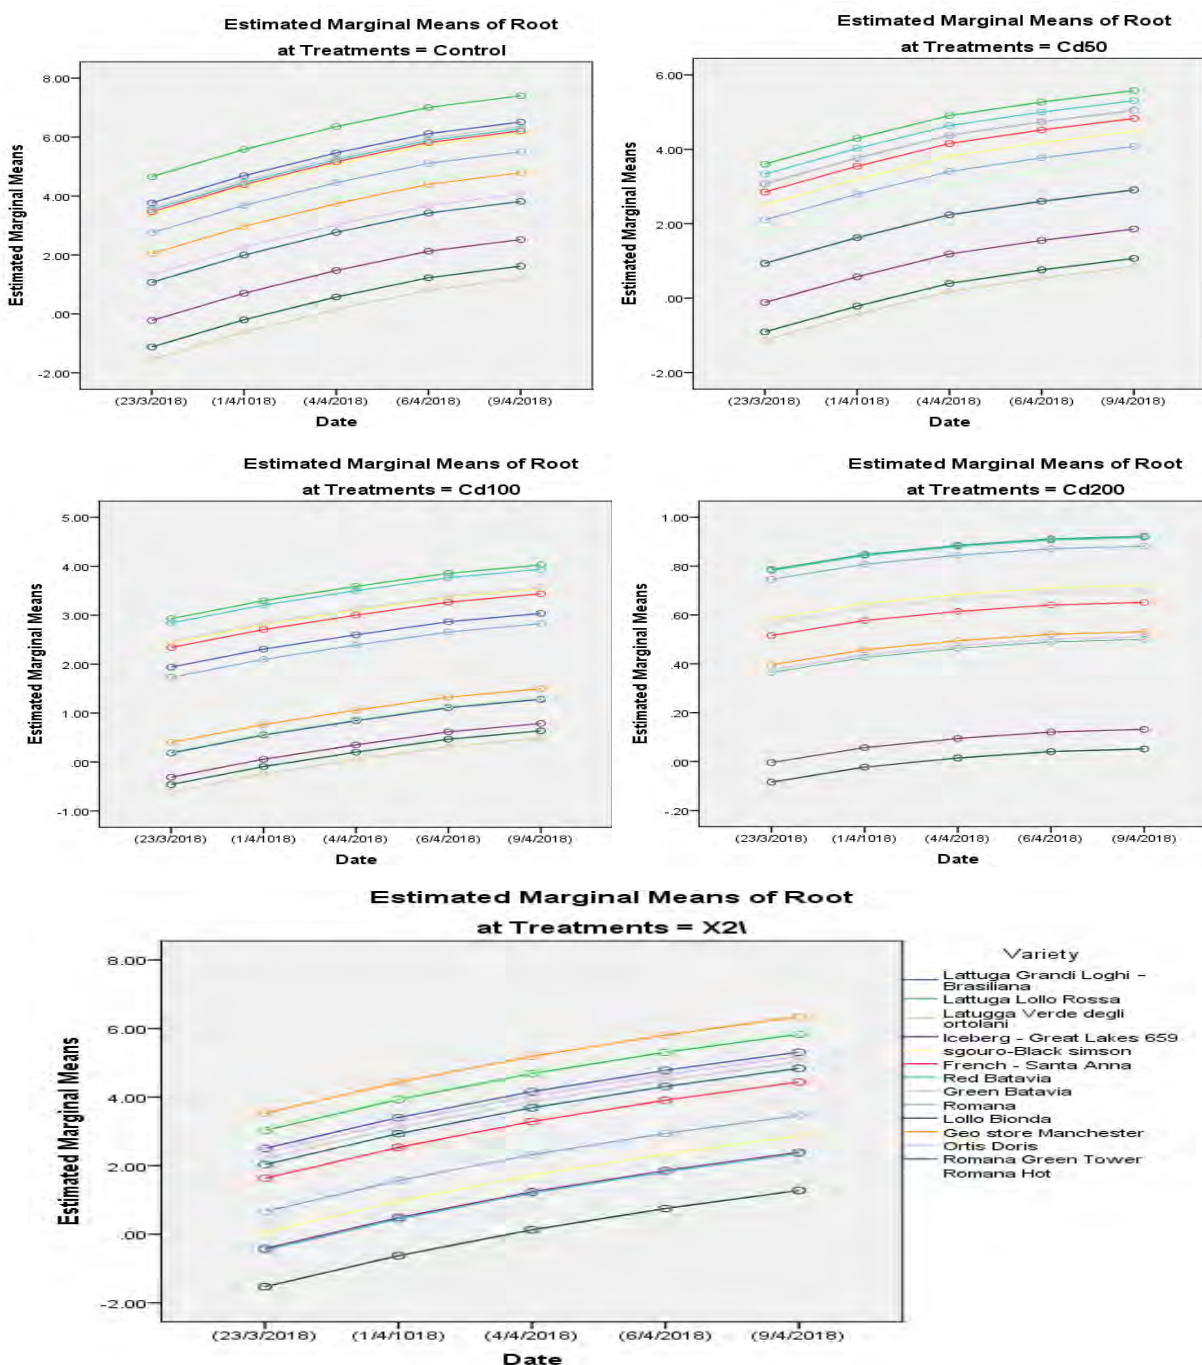 Estimated Marginal Means of Root
at Treatments = Control
8.00
6.00
4.00
2.00
.00
-2.00
Estimated Marginal Means
(23/3/2018)
(1/4/1018)
(4/4/2018)
(6/4/2018)
(9/4/2018)
Date
Estimated Marginal Means of Root
at Treatments = Cd50
6.00
4.00
2.00
.00
-2.00
Estimated Marginal Means
(23/3/2018)
(1/4/1018)
(4/4/2018)
(6/4/2018)
(9/4/2018)
Date
Estimated Marginal Means of Root
at Treatments = Cd100
5.00
4.00
3.00
2.00
1.00
.00
-1.00
Estimated Marginal Means
(23/3/2018)
(1/4/1018)
(4/4/2018)
(6/4/2018)
(9/4/2018)
Date
Estimated Marginal Means of Root
at Treatments = Cd200
1.00
.80
.60
.40
.20
.00
-.20
Estimated Marginal Means
(23/3/2018)
(1/4/1018)
(4/4/2018)
(6/4/2018)
(9/4/2018)
Date
Estimated Marginal Means of Root
at Treatments = X2\
8.00
6.00
4.00
2.00
.00
-2.00
Estimated Marginal Means
(23/3/2018)
(1/4/1018)
(4/4/2018)
(6/4/2018)
(9/4/2018)
Date
Variety
Lattuga Grandi Loghi -
Brasiliana
Lattuga Lollo Rossa
Latugga Verde degli
ortolani
Iceberg - Great Lakes 659
sgouro-Black simson
French - Santa Anna
Red Batavia
Green Batavia
Romana
Lollo Bionda
Geo store Manchester
Ortis Doris
Romana Green Tower
Romana Hot